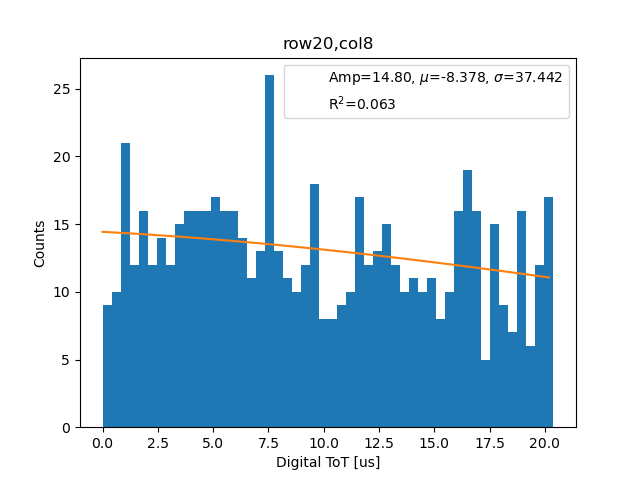 row20,col8
Amp=14.80, μ=-8.378, σ=37.442
R²=0.063
25
20
15
10
5
0
Counts
0.0 2.5 5.0 7.5 10.0 12.5 15.0 17.5 20.0
Digital ToT [us]